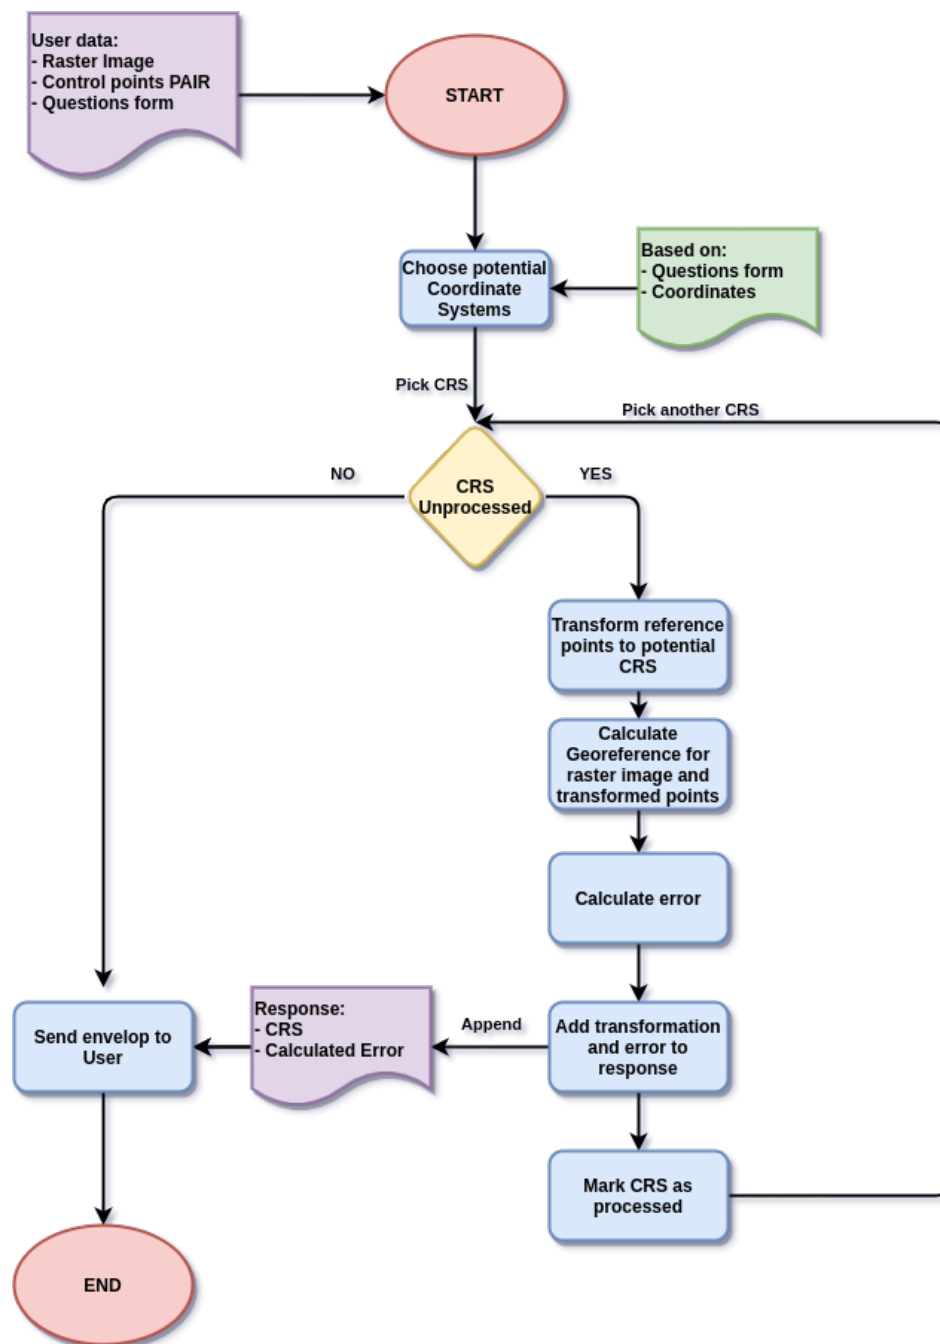 User data:
- Raster Image
- Control points PAIR
- Questions form
START
Choose potential
Coordinate
Systems
Based on:
- Questions form
- Coordinates
Pick CRS
Pick another CRS
NO
CRS
Unprocessed
YES
Transform reference
points to potential
CRS
Calculate
Georeference for
raster image and
transformed points
Calculate error
Send envelop to
User
Response:
- CRS
- Calculated Error
Append
Add transformation
and error to
response
Mark CRS as
processed
END